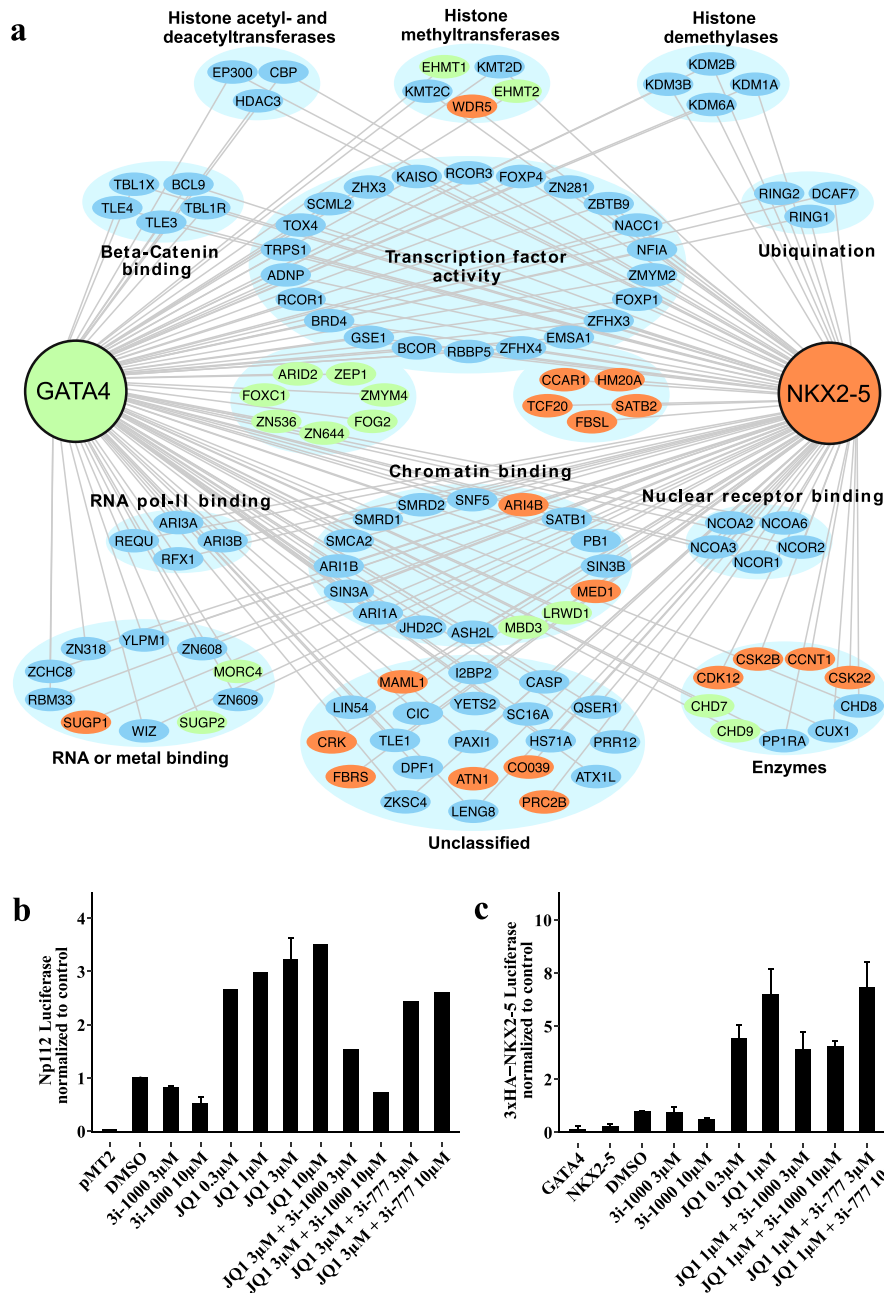 a
Histone acetyl- and
deacetyltransferases
EP300
CBP
HDAC3
Histone
methyltransferases
EHMT1
KMT2D
KMT2C
EHMT2
WDR5
Histone
demethylases
KDM2B
KDM3B
KDM1A
KDM6A
TBL1X
BCL9
TLE4
TBL1R
TLE3
Beta-Catenin
binding
RING2
DCAF7
RING1
Ubiquination
RCOR3
KAISO
FOXP4
ZHX3
ZN281
SCML2
ZBTB9
TOX4
NACC1
TRPS1
NFIA
ADNP
ZMYM2
RCOR1
FOXP1
BRD4
ZFHX3
GSE1
EMSA1
BCOR
RBBP5
ZFHX4
Transcription factor
activity
GATA4
NKX2-5
ARID2
ZEP1
FOXC1
ZMYM4
ZN536
FOG2
ZN644
CCAR1
HM20A
TCF20
SATB2
FBSL
RNA pol-II binding
ARI3A
REQU
ARI3B
RFX1
Chromatin binding
SMRD2
SNF5
ARI4B
SMRD1
SATB1
SMCA2
PB1
ARI1B
SIN3B
SIN3A
MED1
ARI1A
LRWD1
JHD2C
ASH2L
MBD3
Nuclear receptor binding
NCOA2
NCOA6
NCOA3
NCOR2
NCOR1
ZN318
YLPM1
ZN608
ZCHC8
MORC4
RBM33
ZN609
SUGP1
WIZ
SUGP2
RNA or metal binding
MAML1
I2BP2
CASP
LIN54
CIC
YETS2
SC16A
QSER1
CRK
TLE1
PAXI1
HS71A
PRR12
FBRS
DPF1
ATN1
CO039
ATX1L
ZKSC4
LENG8
PRC2B
Unclassified
CSK2B
CCNT1
CDK12
CSK22
CHD7
CHD8
CHD9
PP1RA
CUX1
Enzymes
b
Np112 Luciferase
normalized to control
4
3
2
1
0
pMT2
DMSO
3i-1000 3µM
3i-1000 10µM
JQ1 0.3µM
JQ1 1µM
JQ1 3µM
JQ1 10µM
JQ1 3µM + 3i-1000 3µM
JQ1 3µM + 3i-1000 10µM
JQ1 3µM + 3i-777 3µM
JQ1 3µM + 3i-777 10µM
c
3xHA−NKX2-5 Luciferase
normalized to control
10
8
5
2
0
GATA4
NKX2-5
DMSO
3i-1000 3µM
3i-1000 10µM
JQ1 0.3µM
JQ1 1µM
JQ1 1µM + 3i-1000 3µM
JQ1 1µM + 3i-1000 10µM
JQ1 1µM + 3i-777 3µM
JQ1 1µM + 3i-777 10